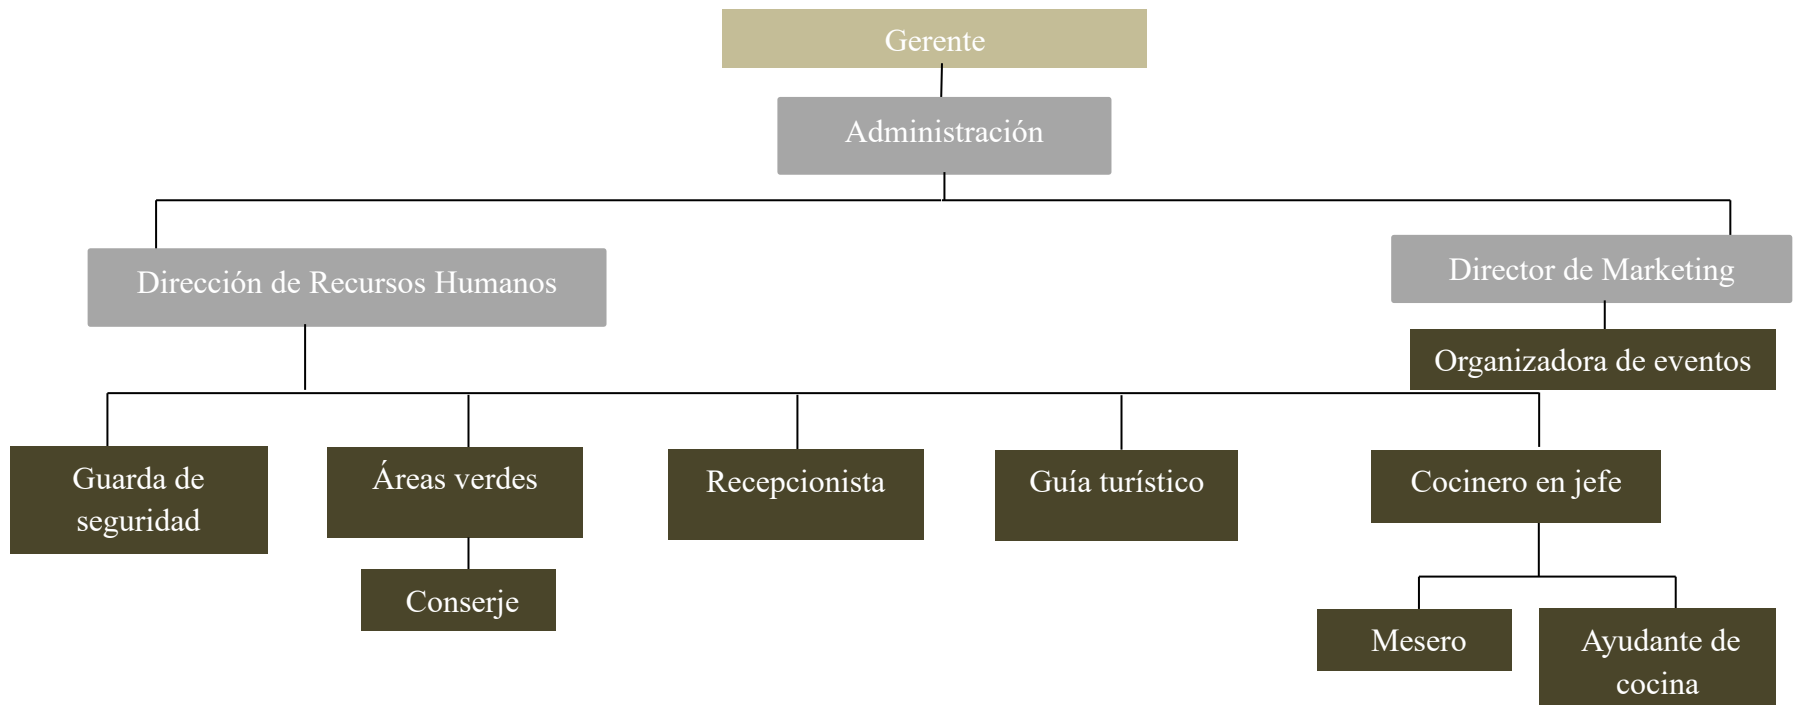 Gerente
Administración
Dirección de Recursos Humanos
Director de Marketing
Organizadora de eventos
Guarda de
seguridad
Áreas verdes
Recepcionista
Guía turístico
Cocinero en jefe
Conserje
Mesero
Ayudante de
cocina